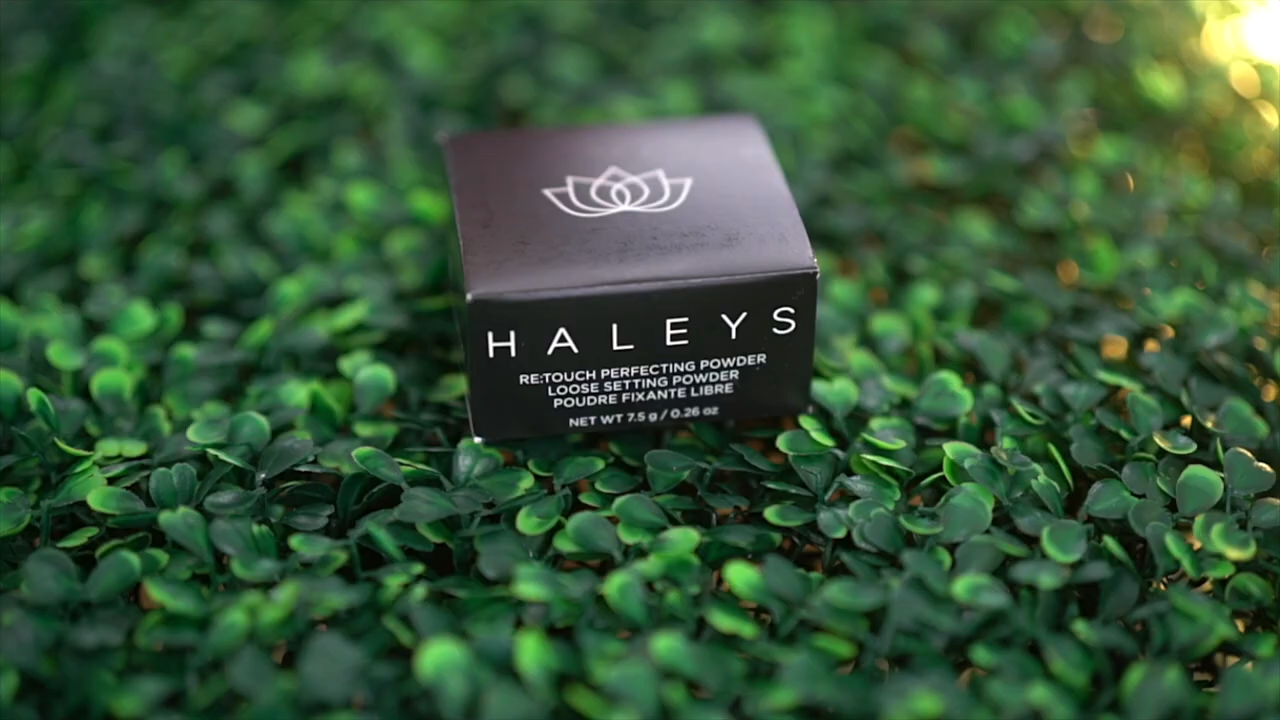 HALEYS
RE:TOUCH PERFECTING POWDER
LOOSE SETTING POWDER
POUDRE FIXANTE LIBRE
NET WT 7.5 g / 0.26 oz